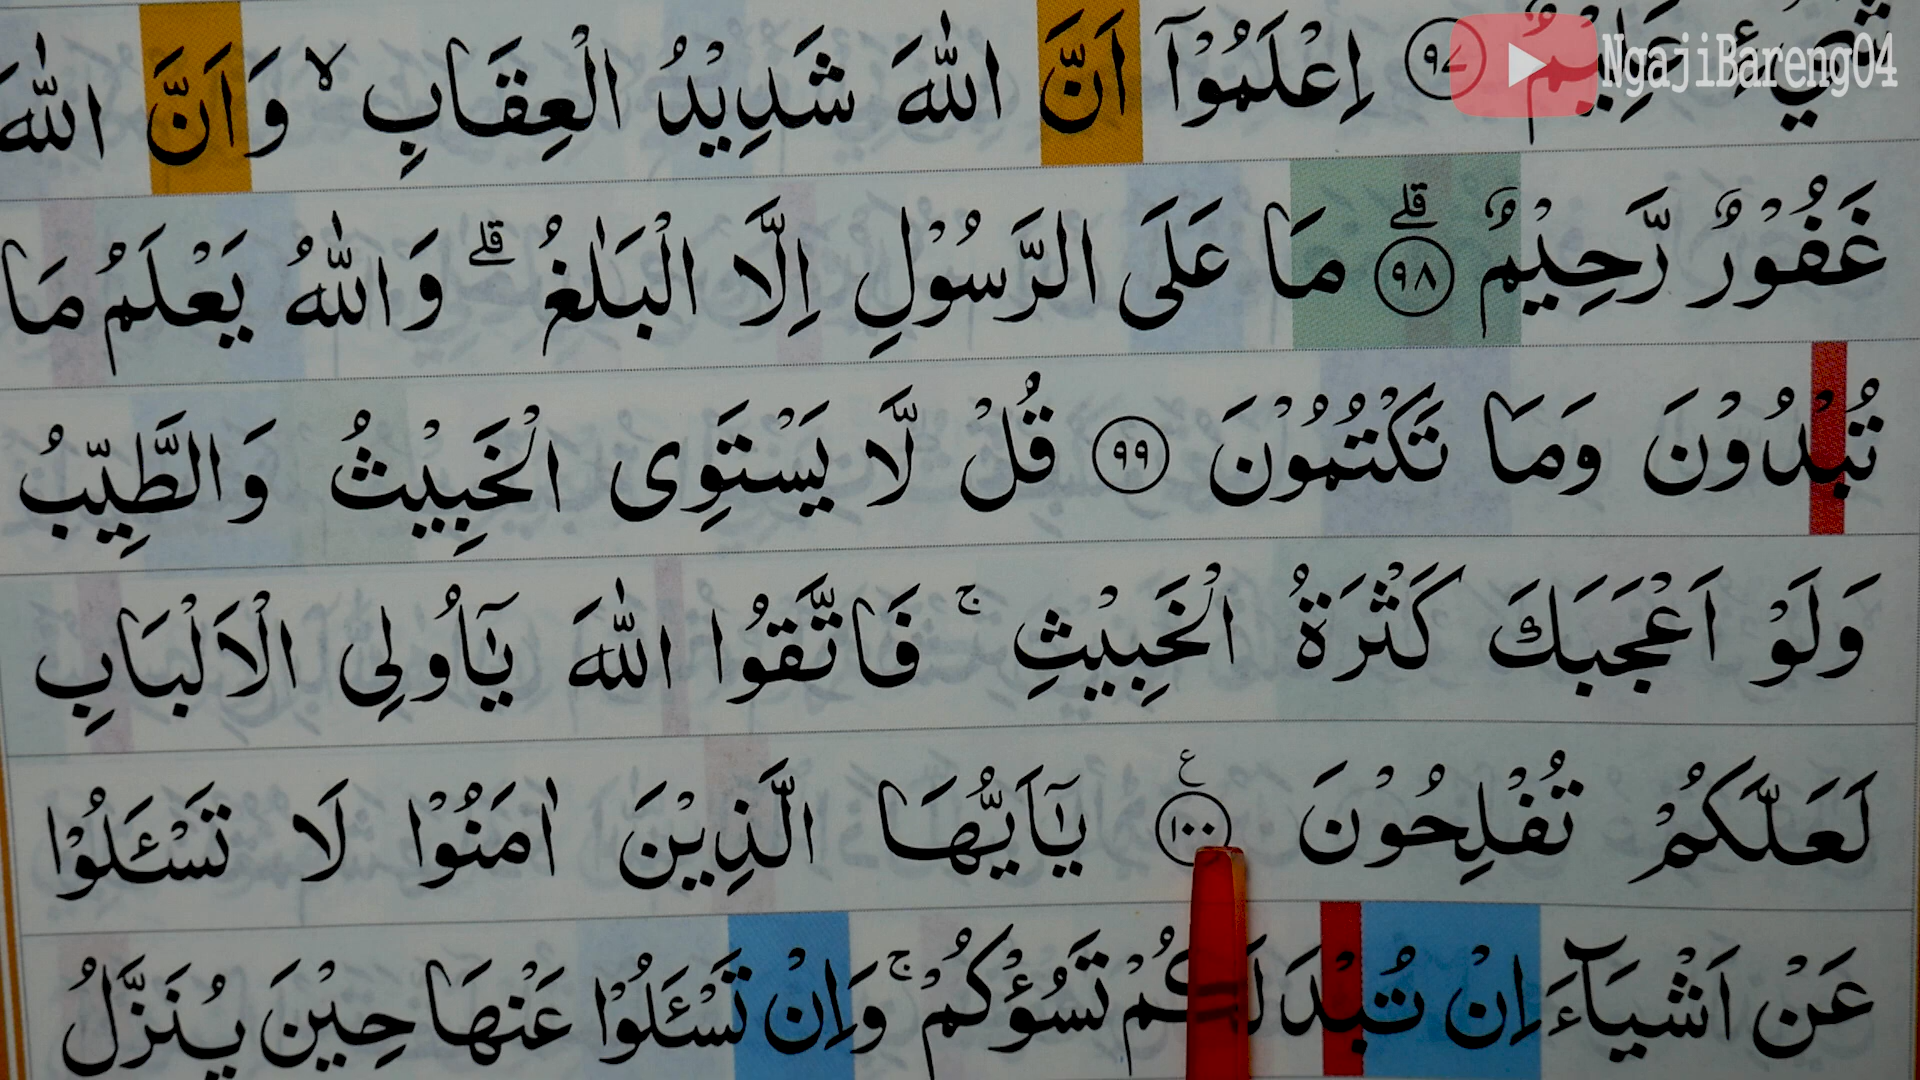 شَيْءٍ عَلِيْمٌ ٩٧ اِعْلَمُوْٓا اَنَّ اللّٰهَ شَدِيْدُ الْعِقَابِ ۙ وَاَنَّ اللّٰهَ
NgajiBareng04
غَفُوْرٌ رَّحِيْمٌ ۗ ٩٨ مَا عَلَى الرَّسُوْلِ اِلَّا الْبَلٰغُ ۗ وَاللّٰهُ يَعْلَمُ مَا
تُبْدُوْنَ وَمَا تَكْتُمُوْنَ ٩٩ قُلْ لَّا يَسْتَوِى الْخَبِيْثُ وَالطَّيِّبُ
وَلَوْ اَعْجَبَكَ كَثْرَةُ الْخَبِيْثِ ۚ فَاتَّقُوا اللّٰهَ يٰٓاُولِى الْاَلْبَابِ
لَعَلَّكُمْ تُفْلِحُوْنَ ࣖ ١٠٠ يٰٓاَيُّهَا الَّذِيْنَ اٰمَنُوْا لَا تَسْـَٔلُوْا
عَنْ اَشْيَاۤءَ اِنْ تُبْدَ لَكُمْ تَسُؤْكُمْ ۚ وَاِنْ تَسْـَٔلُوْا عَنْهَا حِيْنَ يُنَزَّلُ